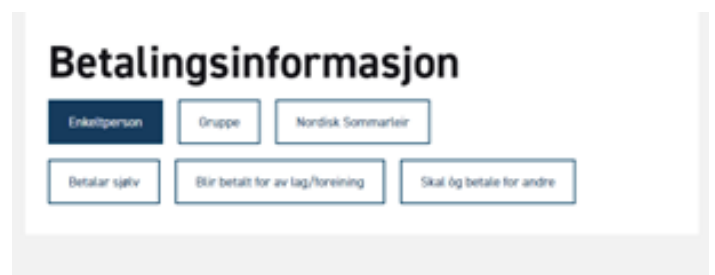 Betalingsinformasjon
Enkeltperson Gruppe Nordisk Sommarleir
Betalar sjølv Blir betalt for av lag/foreining Skal òg betale for andre